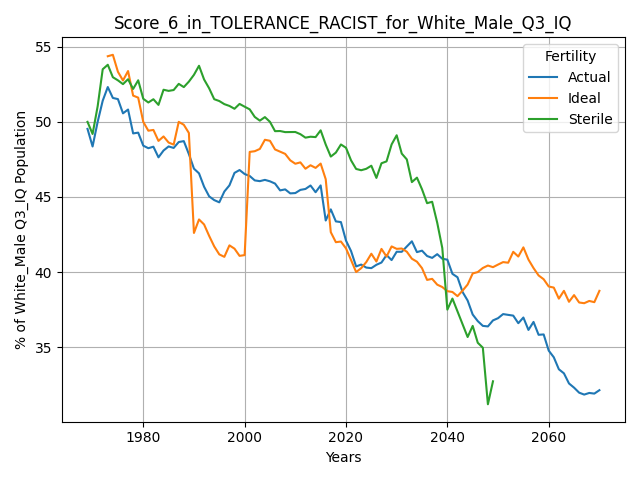 Score_6_in_TOLERANCE_RACIST_for_White_Male_Q3_IQ
% of White_Male Q3_IQ Population
55
50
45
40
35
Fertility
Actual
Ideal
Sterile
1980
2000
2020
2040
2060
Years